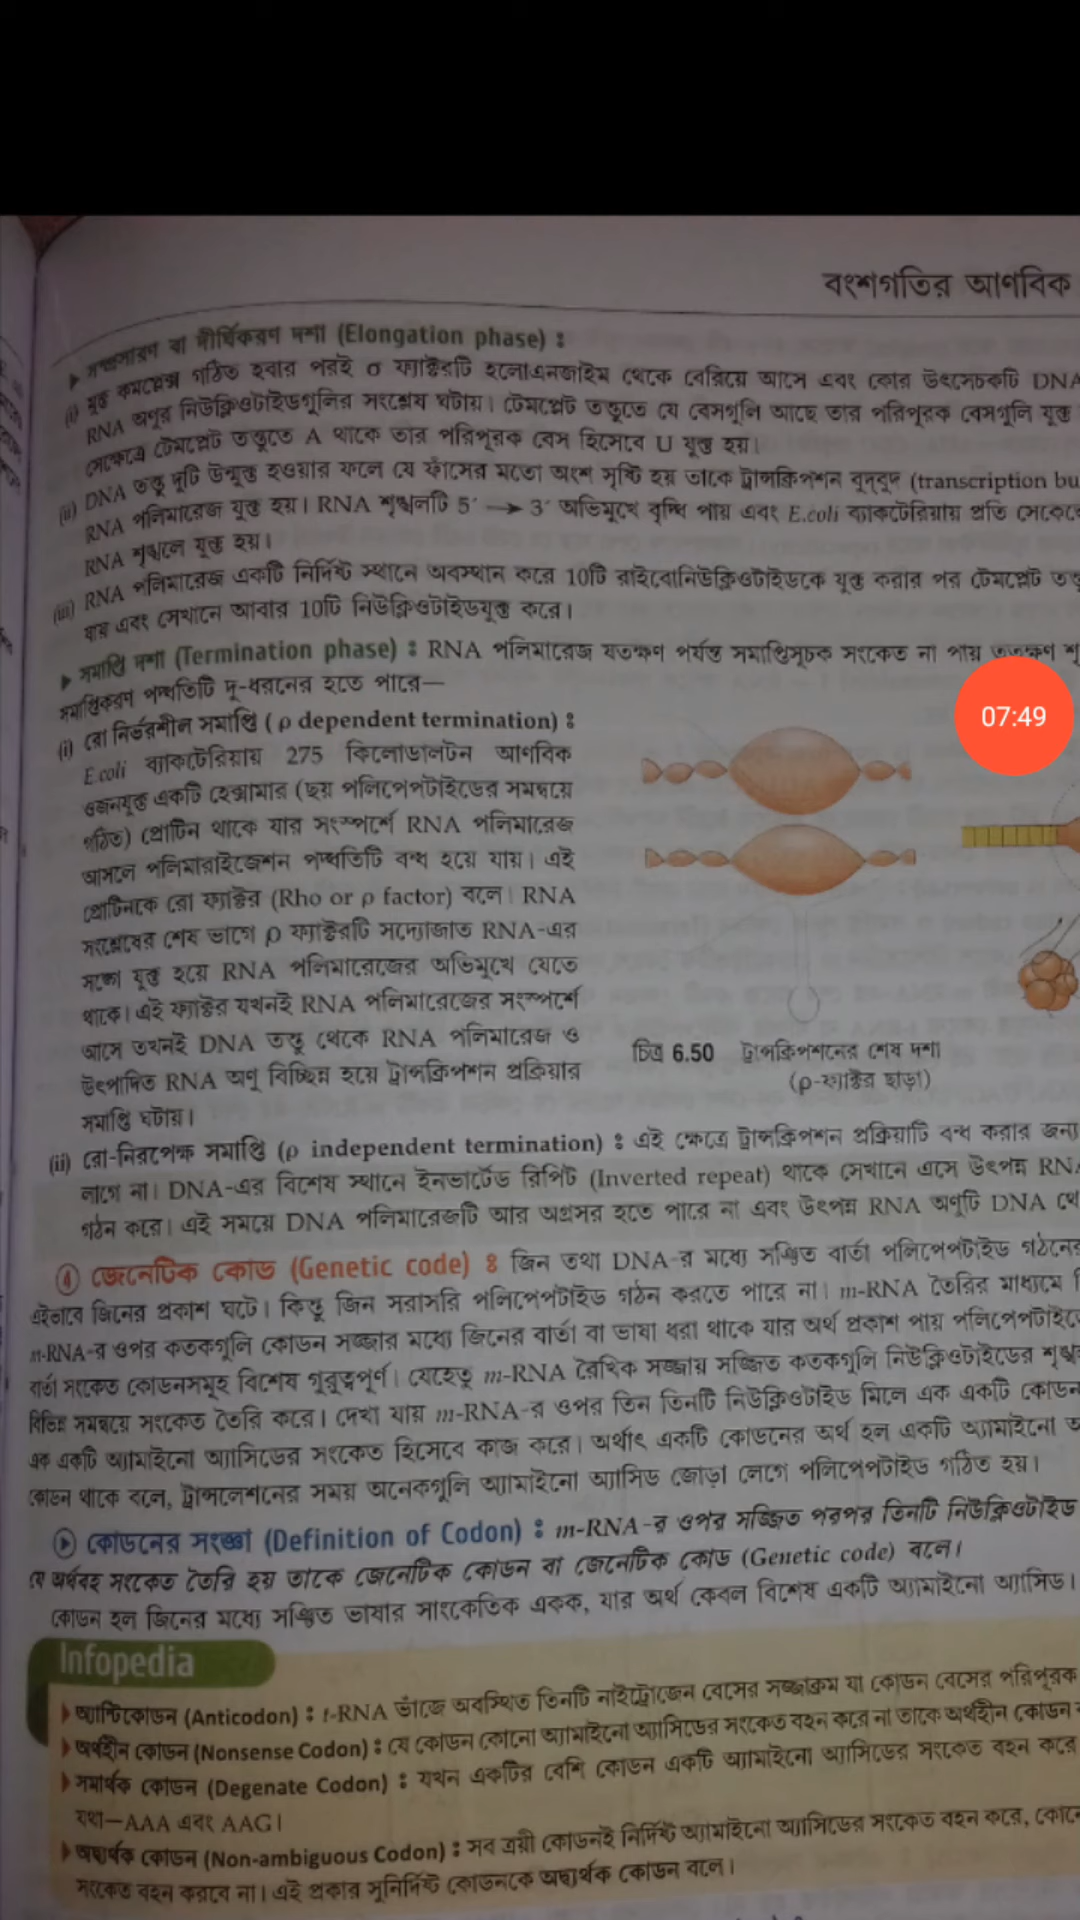 বংশগতির আণবিক
▶ সম্প্রসারণ বা দীর্ঘিকরণ দশা (Elongation phase) :
(i) যুক্ত কমপ্লেক্স গঠিত হবার পরই σ ফ্যাক্টরটি হলোএনজাইম থেকে বেরিয়ে আসে এবং কোর উৎসেচকটি DNA
RNA অণুর নিউক্লিওটাইডগুলির সংশ্লেষ ঘটায়। টেমপ্লেট তন্তুতে যে বেসগুলি আছে তার পরিপূরক বেসগুলি যুক্ত
সেক্ষেত্রে টেমপ্লেট তন্তুতে A থাকে তার পরিপূরক বেস হিসেবে U যুক্ত হয়।
(ii) DNA তন্তু দুটি উন্মুক্ত হওয়ার ফলে যে ফাঁসের মতো অংশ সৃষ্টি হয় তাকে ট্রান্সক্রিপশন বুদ্‌বুদ (transcription bu
RNA পলিমারেজ যুক্ত হয়। RNA শৃঙ্খলটি 5´ → 3´ অভিমুখে বৃদ্ধি পায় এবং E.coli ব্যাকটেরিয়ায় প্রতি সেকেন্ডে
RNA শৃঙ্খলে যুক্ত হয়।
(iii) RNA পলিমারেজ একটি নির্দিষ্ট স্থানে অবস্থান করে 10টি রাইবোনিউক্লিওটাইডকে যুক্ত করার পর টেমপ্লেট
যায় এবং সেখানে আবার 10টি নিউক্লিওটাইডযুক্ত করে।
▶ সমাপ্তি দশা (Termination phase) : RNA পলিমারেজ যতক্ষণ পর্যন্ত সমাপ্তিসূচক সংকেত না পায় ততক্ষণ
সমাপ্তিকরণ পদ্ধতিটি দু-ধরনের হতে পারে—
07:49
(i) রো নির্ভরশীল সমাপ্তি (ρ dependent termination) :
E.coli ব্যাকটেরিয়ায় 275 কিলোডালটন আণবিক
ওজনযুক্ত একটি হেক্সামার (ছয় পলিপেপটাইডের সমন্বয়ে
গঠিত) প্রোটিন থাকে যার সংস্পর্শে RNA পলিমারেজ
আসলে পলিমারাইজেশন পদ্ধতিটি বন্ধ হয়ে যায়। এই
প্রোটিনকে রো ফ্যাক্টর (Rho or ρ factor) বলে। RNA
সংশ্লেষের শেষ ভাগে ρ ফ্যাক্টরটি সদ্যোজাত RNA-এর
সঙ্গে যুক্ত হয়ে RNA পলিমারেজের অভিমুখে যেতে
থাকে। এই ফ্যাক্টর যখনই RNA পলিমারেজের সংস্পর্শে
আসে তখনই DNA তন্তু থেকে RNA পলিমারেজ ও
উৎপাদিত RNA অণু বিচ্ছিন্ন হয়ে ট্রান্সক্রিপশন প্রক্রিয়ার
সমাপ্তি ঘটায়।
চিত্র 6.50 ট্রান্সক্রিপশনের শেষ দশা
(ρ-ফ্যাক্টর ছাড়া)
(ii) রো-নিরপেক্ষ সমাপ্তি (ρ independent termination) : এই ক্ষেত্রে ট্রান্সক্রিপশন প্রক্রিয়াটি বন্ধ করার জন্য
লাগে না। DNA-এর বিশেষ স্থানে ইনভার্টেড রিপিট (Inverted repeat) থাকে সেখানে এসে উৎপন্ন RNA
গঠন করে। এই সময়ে DNA পলিমারেজটি আর অগ্রসর হতে পারে না এবং উৎপন্ন RNA অণুটি DNA থে
④ জেনেটিক কোড (Genetic code) : জিন তথা DNA-র মধ্যে সঞ্চিত বার্তা পলিপেপটাইড গঠনের
এইভাবে জিনের প্রকাশ ঘটে। কিন্তু জিন সরাসরি পলিপেপটাইড গঠন করতে পারে না। m-RNA তৈরির মাধ্যমে
m-RNA-র ওপর কতকগুলি কোডন সজ্জার মধ্যে জিনের বার্তা বা ভাষা ধরা থাকে যার অর্থ প্রকাশ পায় পলিপেপটাইডে
বার্তা সংকেত কোডনসমূহ বিশেষ গুরুত্বপূর্ণ। যেহেতু m-RNA রৈখিক সজ্জায় সজ্জিত কতকগুলি নিউক্লিওটাইডের শৃঙ্খ
বিভিন্ন সমন্বয়ে সংকেত তৈরি করে। দেখা যায় m-RNA-র ওপর তিন তিনটি নিউক্লিওটাইড মিলে এক একটি কোডন
এক একটি অ্যামাইনো অ্যাসিডের সংকেত হিসেবে কাজ করে। অর্থাৎ একটি কোডনের অর্থ হল একটি অ্যামাইনো অ
কোডন থাকে বলে, ট্রান্সলেশনের সময় অনেকগুলি অ্যামাইনো অ্যাসিড জোড়া লেগে পলিপেপটাইড গঠিত হয়।
▶ কোডনের সংজ্ঞা (Definition of Codon) : m-RNA-র ওপর সজ্জিত পরপর তিনটি নিউক্লিওটাইড
যে অর্থবহ সংকেত তৈরি হয় তাকে জেনেটিক কোডন বা জেনেটিক কোড (Genetic code) বলে।
কোডন হল জিনের মধ্যে সঞ্চিত ভাষার সাংকেতিক একক, যার অর্থ কেবল বিশেষ একটি অ্যামাইনো অ্যাসিড।
Infopedia
▶ অ্যান্টিকোডন (Anticodon) : t-RNA ভাঁজে অবস্থিত তিনটি নাইট্রোজেন বেসের সজ্জাক্রম যা কোডন বেসের পরিপূরক
▶ অর্থহীন কোডন (Nonsense Codon) : যে কোডন কোনো অ্যামাইনো অ্যাসিডের সংকেত বহন করে না তাকে অর্থহীন কোডন
▶ সমার্থক কোডন (Degenate Codon) : যখন একটির বেশি কোডন একটি অ্যামাইনো অ্যাসিডের সংকেত বহন করে
যথা—AAA এবং AAG।
▶ অদ্ব্যর্থক কোডন (Non-ambiguous Codon) : সব ত্রয়ী কোডনই নির্দিষ্ট অ্যামাইনো অ্যাসিডের সংকেত বহন করে,
সংকেত বহন করবে না। এই প্রকার সুনির্দিষ্ট কোডনকে অদ্ব্যর্থক কোডন বলে।